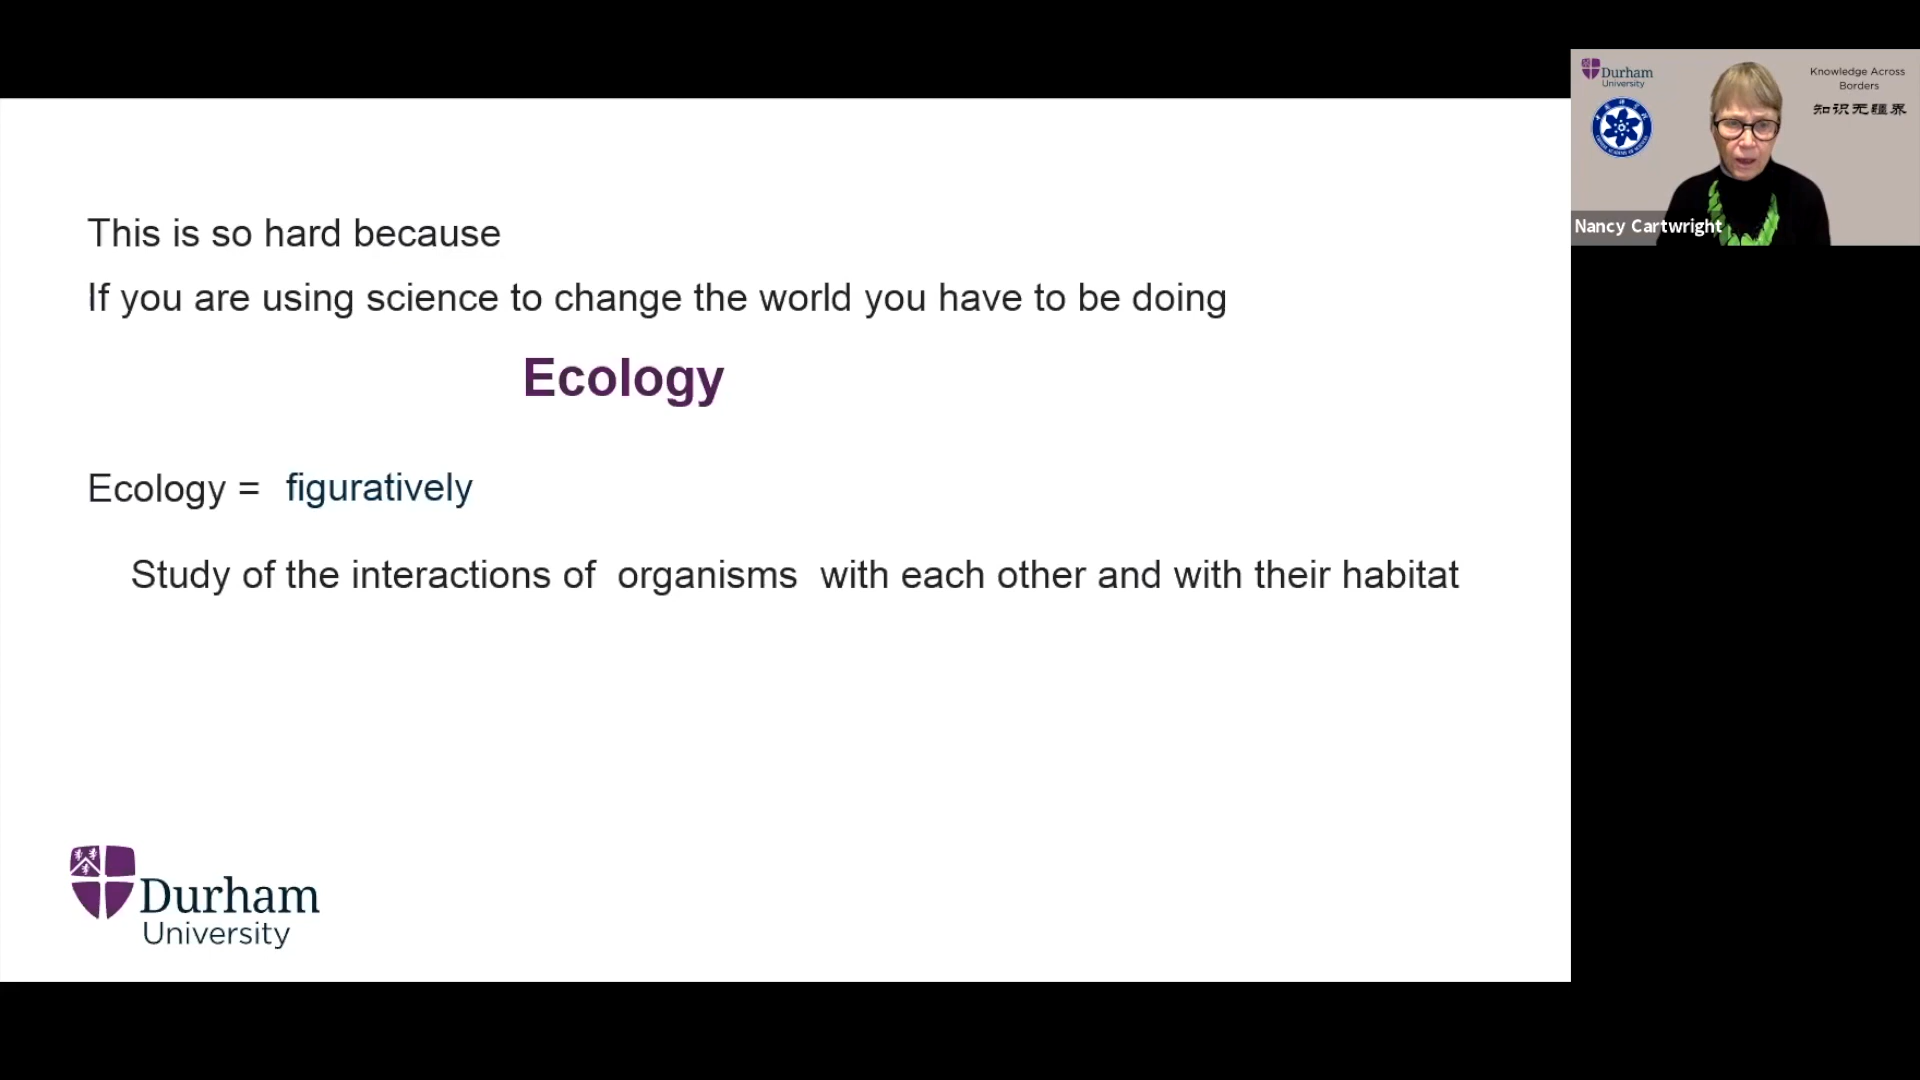 This is so hard because
If you are using science to change the world you have to be doing
Ecology
Ecology = figuratively
Study of the interactions of organisms with each other and with their habitat
Durham
University
Durham
University
Knowledge Across
Borders
知识无疆界
Nancy Cartwright